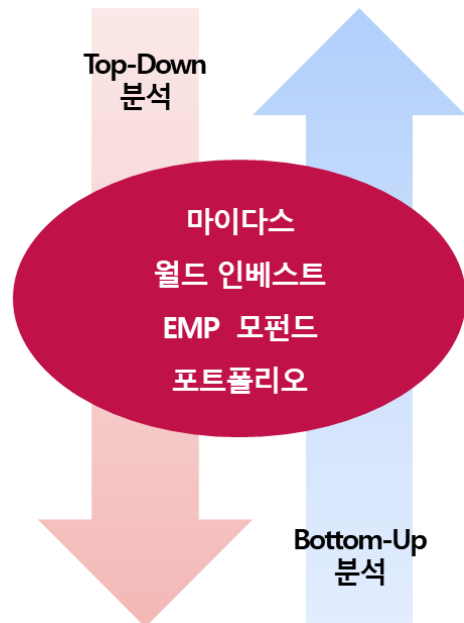 Top-Down
분석
마이다스
월드 인베스트
EMP 모펀드
포트폴리오
Bottom-Up
분석